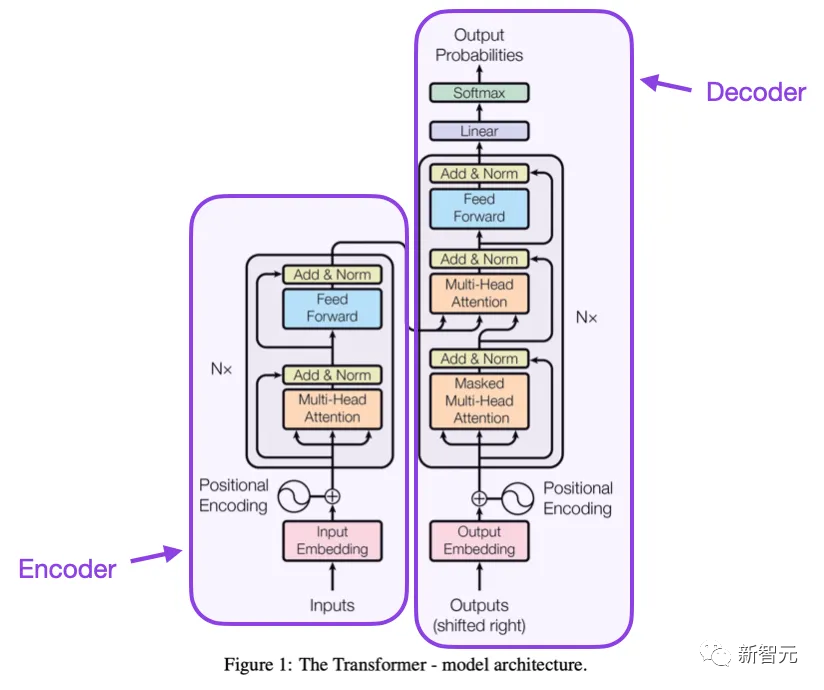 Output
Probabilities
Softmax
Linear
Add & Norm
Feed
Forward
Add & Norm
Multi-Head
Attention
Add & Norm
Masked
Multi-Head
Attention
N×
Positional
Encoding
Output
Embedding
Outputs
(shifted right)
Decoder
Add & Norm
Feed
Forward
Add & Norm
Multi-Head
Attention
N×
Positional
Encoding
Input
Embedding
Inputs
Encoder
Figure 1: The Transformer - model architecture.
新智元